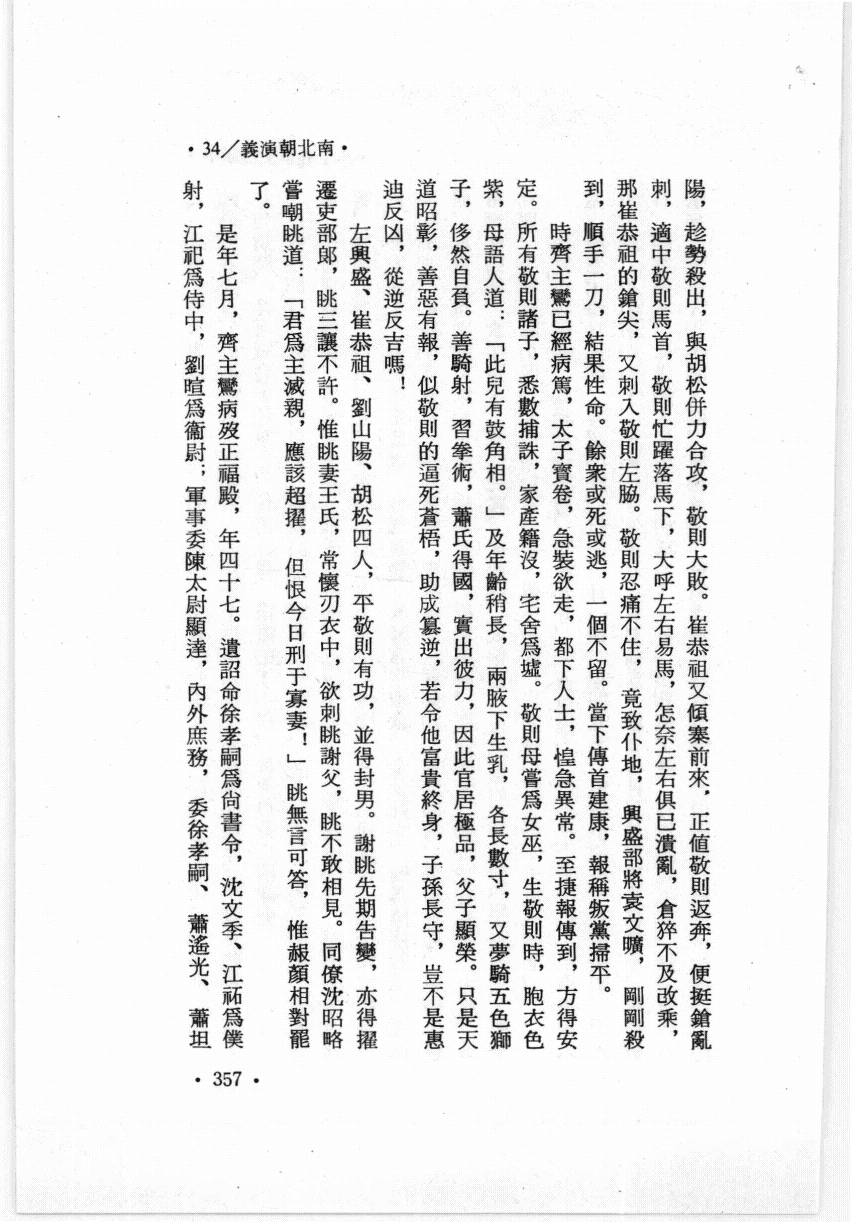 •南北朝演義／34•
陽，趁勢殺出，與胡松併力合攻，敬則大敗。崔恭祖又傾寨前來，正值敬則返奔，便挺鎗亂
刺，適中敬則馬首，敬則忙躍落馬下，大呼左右易馬，怎奈左右俱已潰亂，倉猝不及改乘，
那崔恭祖的鎗尖，又刺入敬則左脇。敬則忍痛不住，竟致仆地，興盛部將袁文曠，剛剛殺
到，順手一刀，結果性命。餘衆或死或逃，一個不留。當下傳首建康，報稱叛黨掃平。
時齊主鸞已經病篤，太子寶卷，急裝欲走，都下人士，惶急異常。至捷報傳到，方得安
定。所有敬則諸子，悉數捕誅，家產籍沒，宅舍爲墟。敬則母嘗爲女巫，生敬則時，胞衣色
紫，母語人道：「此兒有鼓角相。」及年齡稍長，兩腋下生乳，各長數寸，又夢騎五色獅
子，侈然自負。善騎射，習拳術，蕭氏得國，實出彼力，因此官居極品，父子顯榮。只是天
道昭彰，善惡有報，似敬則的逼死蒼梧，助成篡逆，若令他富貴終身，子孫長守，豈不是惠
迪反凶，從逆反吉嗎！
左興盛、崔恭祖、劉山陽、胡松四人，平敬則有功，並得封男。謝眺先期告變，亦得擢
遷吏部郎，眺三讓不許。惟眺妻王氏，常懷刃衣中，欲刺眺謝父，眺不敢相見。同僚沈昭略
嘗嘲眺道：「君爲主滅親，應該超擢，但恨今日刑于寡妻！」眺無言可答，惟赧顏相對罷
了。
是年七月，齊主鸞病歿正福殿，年四十七。遺詔命徐孝嗣爲尙書令，沈文季、江祏爲僕
射，江祀爲侍中，劉暄爲衞尉；軍事委陳太尉顯達，內外庶務，委徐孝嗣、蕭遙光、蕭坦
•357•